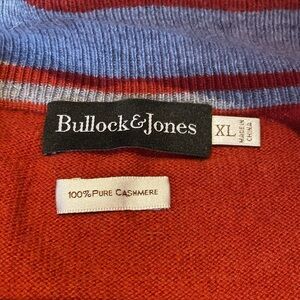 Bullock&Jones
XL
MADE IN
CHINA
100% PURE CASHMERE